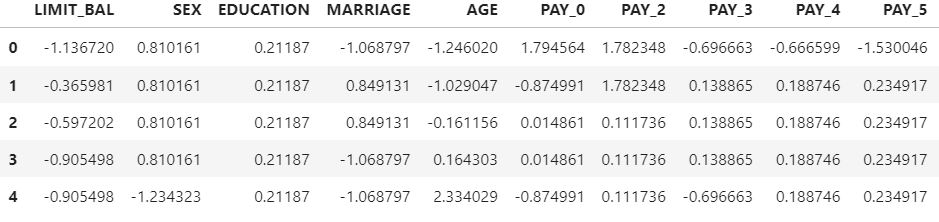 LIMIT_BAL SEX EDUCATION MARRIAGE AGE PAY_0 PAY_2 PAY_3 PAY_4 PAY_5
0 -1.136720 0.810161 0.21187 -1.068797 -1.246020 1.794564 1.782348 -0.696663 -0.666599 -1.530046
1 -0.365981 0.810161 0.21187 0.849131 -1.029047 -0.874991 1.782348 0.138865 0.188746 0.234917
2 -0.597202 0.810161 0.21187 0.849131 -0.161156 0.014861 0.111736 0.138865 0.188746 0.234917
3 -0.905498 0.810161 0.21187 -1.068797 0.164303 0.014861 0.111736 0.138865 0.188746 0.234917
4 -0.905498 -1.234323 0.21187 -1.068797 2.334029 -0.874991 0.111736 -0.696663 0.188746 0.234917